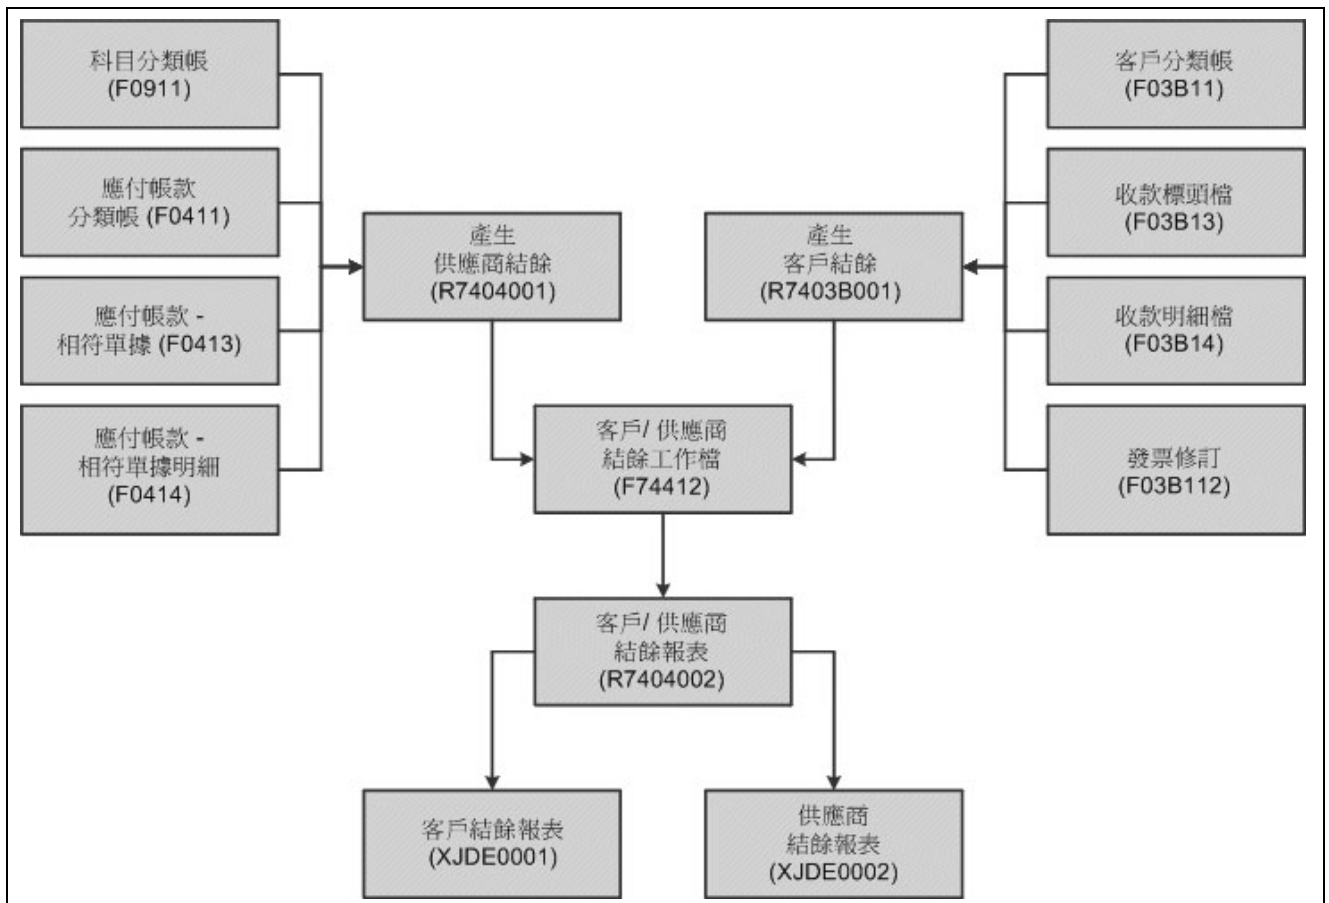 科目分類帳
(F0911)
應付帳款
分類帳 (F0411)
應付帳款 -
相符單據 (F0413)
應付帳款 -
相符單據明細
(F0414)
產生
供應商結餘
(R7404001)
產生
客戶結餘
(R7403B001)
客戶分類帳
(F03B11)
收款標頭檔
(F03B13)
收款明細檔
(F03B14)
發票修訂
(F03B112)
客戶/ 供應商
結餘工作檔
(F74412)
客戶/ 供應商
結餘報表
(R7404002)
客戶結餘報表
(XJDE0001)
供應商
結餘報表
(XJDE0002)